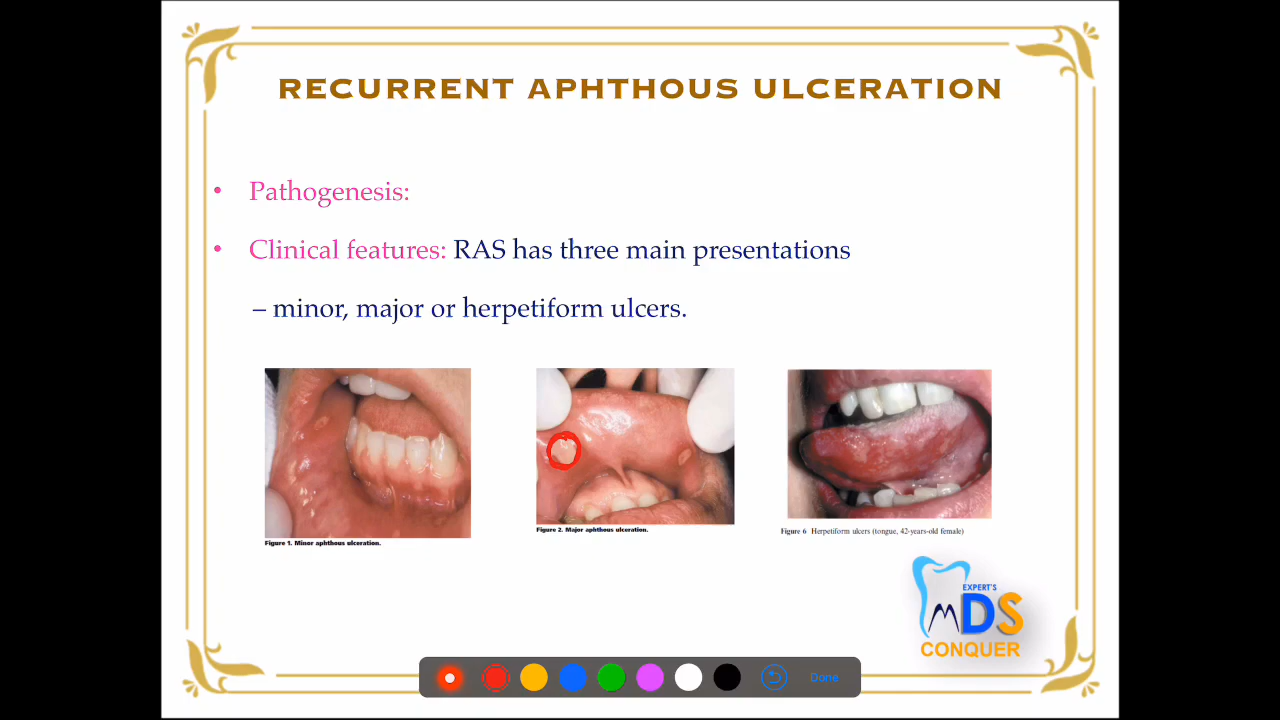 RECURRENT APHTHOUS ULCERATION
• Pathogenesis:
• Clinical features: RAS has three main presentations
– minor, major or herpetiform ulcers.
Figure 1. Minor aphthous ulceration.
Figure 2. Major aphthous ulceration.
Figure 6 Herpetiform ulcers (tongue, 42-years-old female)
EXPERT'S
MDS
CONQUER
Done